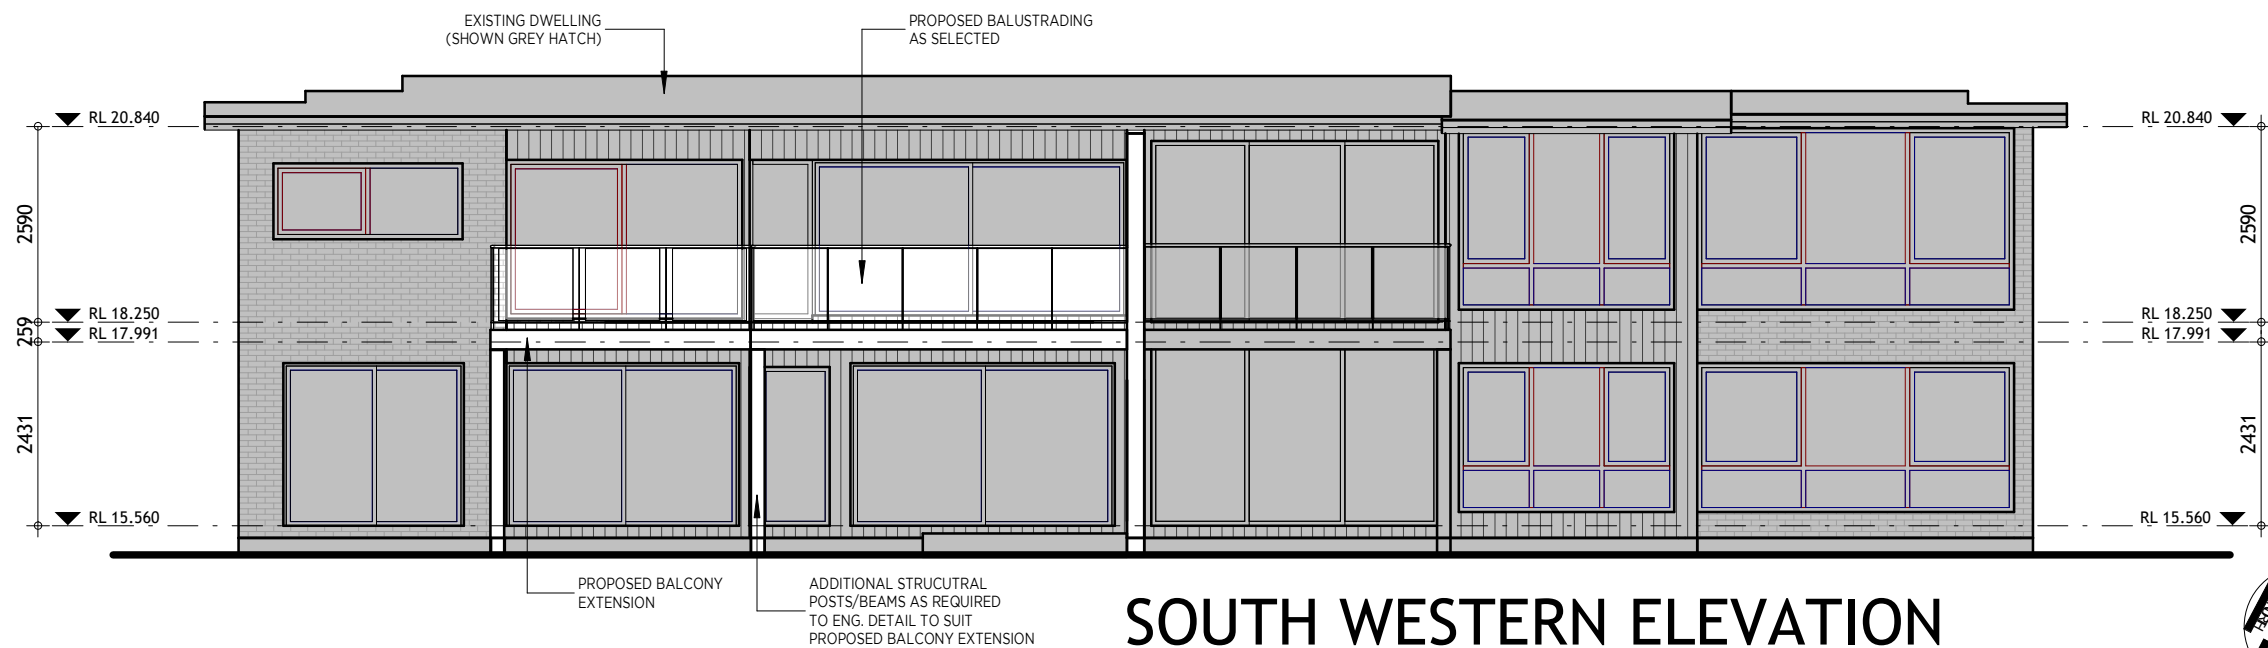 EXISTING DWELLING
(SHOWN GREY HATCH)
PROPOSED BALUSTRADING
AS SELECTED
RL 20.840
RL 20.840
2590
2590
RL 18.250
RL 18.250
259
RL 17.991
RL 17.991
2431
2431
RL 15.560
RL 15.560
PROPOSED BALCONY
EXTENSION
ADDITIONAL STRUCUTRAL
POSTS/BEAMS AS REQUIRED
TO ENG. DETAIL TO SUIT
PROPOSED BALCONY EXTENSION
SOUTH WESTERN ELEVATION